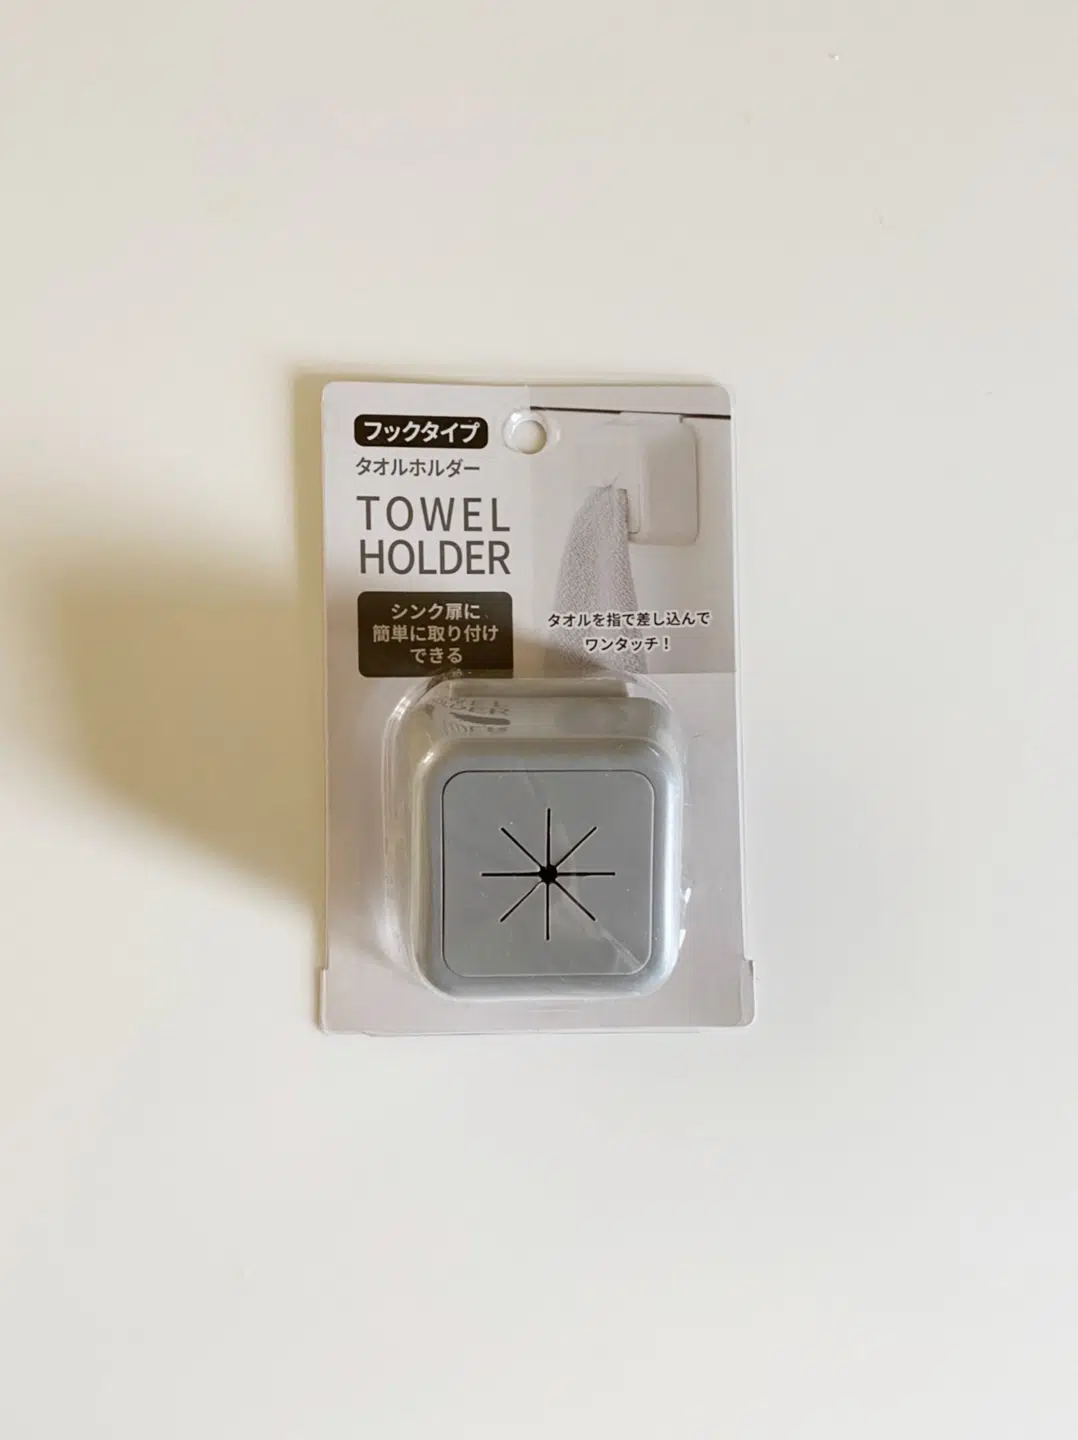 フックタイプ
タオルホルダー
TOWEL
HOLDER
シンク扉に
簡単に取り付け
できる
タオルを指で差し込んで
ワンタッチ！